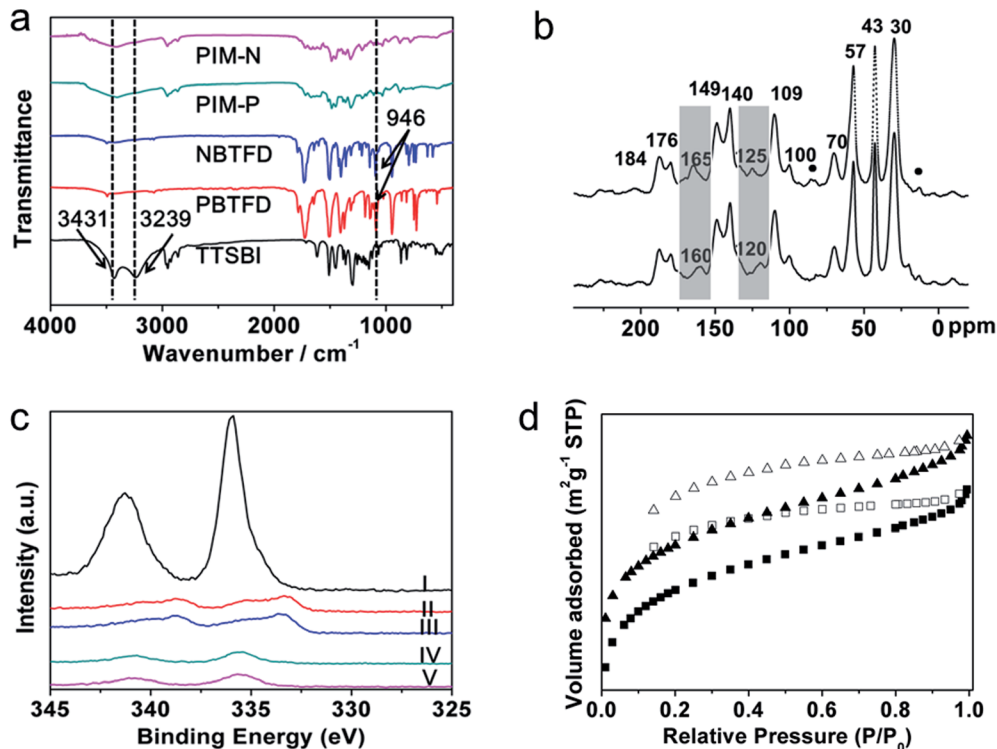 a
Transmittance
PIM-N
PIM-P
NBTFD
946
PBTFD
3431
3239
TTSBI
4000 3000 2000 1000
Wavenumber / cm-1
b
184
176
165
149
140
125
109
100
70
57
43
30
160
120
200 150 100 50 0 ppm
c
Intensity (a.u.)
I
II
III
IV
V
345 340 335 330 325
Binding Energy (eV)
d
Volume adsorbed (m2g-1 STP)
0.0 0.2 0.4 0.6 0.8 1.0
Relative Pressure (P/P0)